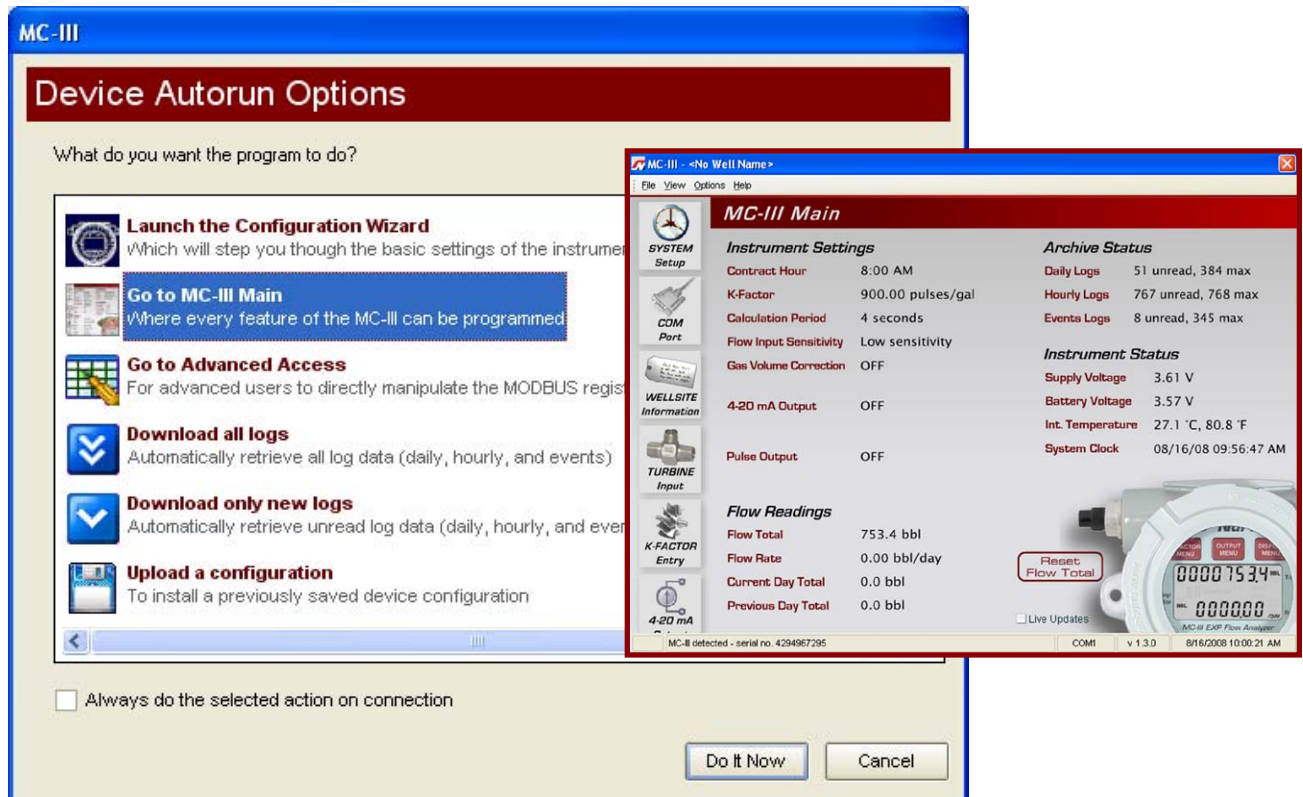 MC-III
Device Autorun Options
What do you want the program to do?
Launch the Configuration Wizard
Which will step you though the basic settings of the instrumen
Go to MC-III Main
Where every feature of the MC-III can be programmed
Go to Advanced Access
For advanced users to directly manipulate the MODBUS regist
Download all logs
Automatically retrieve all log data (daily, hourly, and events)
Download only new logs
Automatically retrieve unread log data (daily, hourly, and even
Upload a configuration
To install a previously saved device configuration
Always do the selected action on connection
Do It Now
Cancel
MC-III - <No Well Name>
File View Options Help
SYSTEM
Setup
COM
Port
WELLSITE
Information
TURBINE
Input
K-FACTOR
Entry
4-20 mA
MC-III Main
Instrument Settings
Contract Hour 8:00 AM
K-Factor 900.00 pulses/gal
Calculation Period 4 seconds
Flow Input Sensitivity Low sensitivity
Gas Volume Correction OFF
4-20 mA Output OFF
Pulse Output OFF
Flow Readings
Flow Total 753.4 bbl
Flow Rate 0.00 bbl/day
Current Day Total 0.0 bbl
Previous Day Total 0.0 bbl
Archive Status
Daily Logs 51 unread, 384 max
Hourly Logs 767 unread, 768 max
Events Logs 8 unread, 345 max
Instrument Status
Supply Voltage 3.61 V
Battery Voltage 3.57 V
Int. Temperature 27.1 °C, 80.8 °F
System Clock 08/16/08 09:56:47 AM
Reset
Flow Total
Live Updates
OUTPUT
MENU
MENU
MENU
0000753.4
BBL
0000.00
MC-III EXP Flow Analyzer
MC-II detected - serial no. 4294967295
COM1
v 1.3.0
8/16/2008 10:00:21 AM